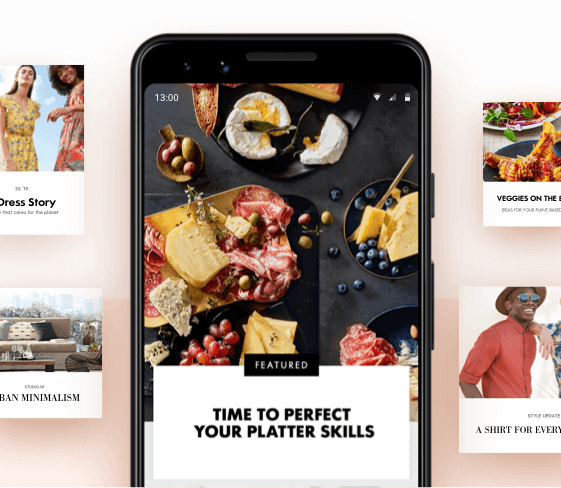 13:00
SS '19
Dress Story
that cares for the planet
VEGGIES ON THE
IDEAS FOR YOUR PLANT-BASED
FEATURED
TIME TO PERFECT
YOUR PLATTER SKILLS
STUDIO.W
BAN MINIMALISM
STYLE UPDATE
A SHIRT FOR EVERY